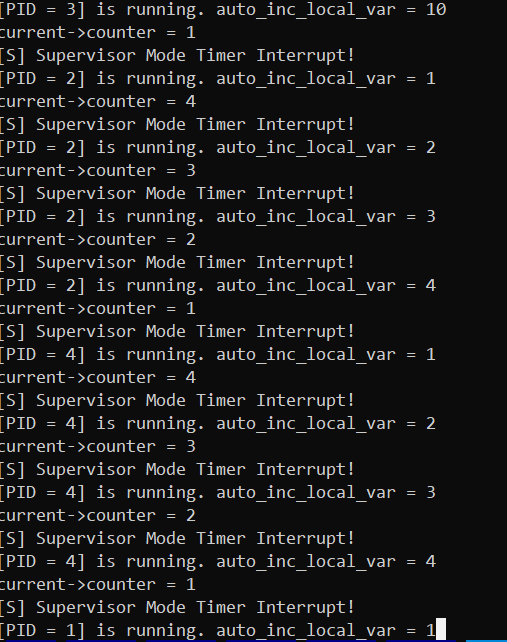 [PID = 3] is running. auto_inc_local_var = 10
current->counter = 1
[S] Supervisor Mode Timer Interrupt!
[PID = 2] is running. auto_inc_local_var = 1
current->counter = 4
[S] Supervisor Mode Timer Interrupt!
[PID = 2] is running. auto_inc_local_var = 2
current->counter = 3
[S] Supervisor Mode Timer Interrupt!
[PID = 2] is running. auto_inc_local_var = 3
current->counter = 2
[S] Supervisor Mode Timer Interrupt!
[PID = 2] is running. auto_inc_local_var = 4
current->counter = 1
[S] Supervisor Mode Timer Interrupt!
[PID = 4] is running. auto_inc_local_var = 1
current->counter = 4
[S] Supervisor Mode Timer Interrupt!
[PID = 4] is running. auto_inc_local_var = 2
current->counter = 3
[S] Supervisor Mode Timer Interrupt!
[PID = 4] is running. auto_inc_local_var = 3
current->counter = 2
[S] Supervisor Mode Timer Interrupt!
[PID = 4] is running. auto_inc_local_var = 4
current->counter = 1
[S] Supervisor Mode Timer Interrupt!
[PID = 1] is running. auto_inc_local_var = 1